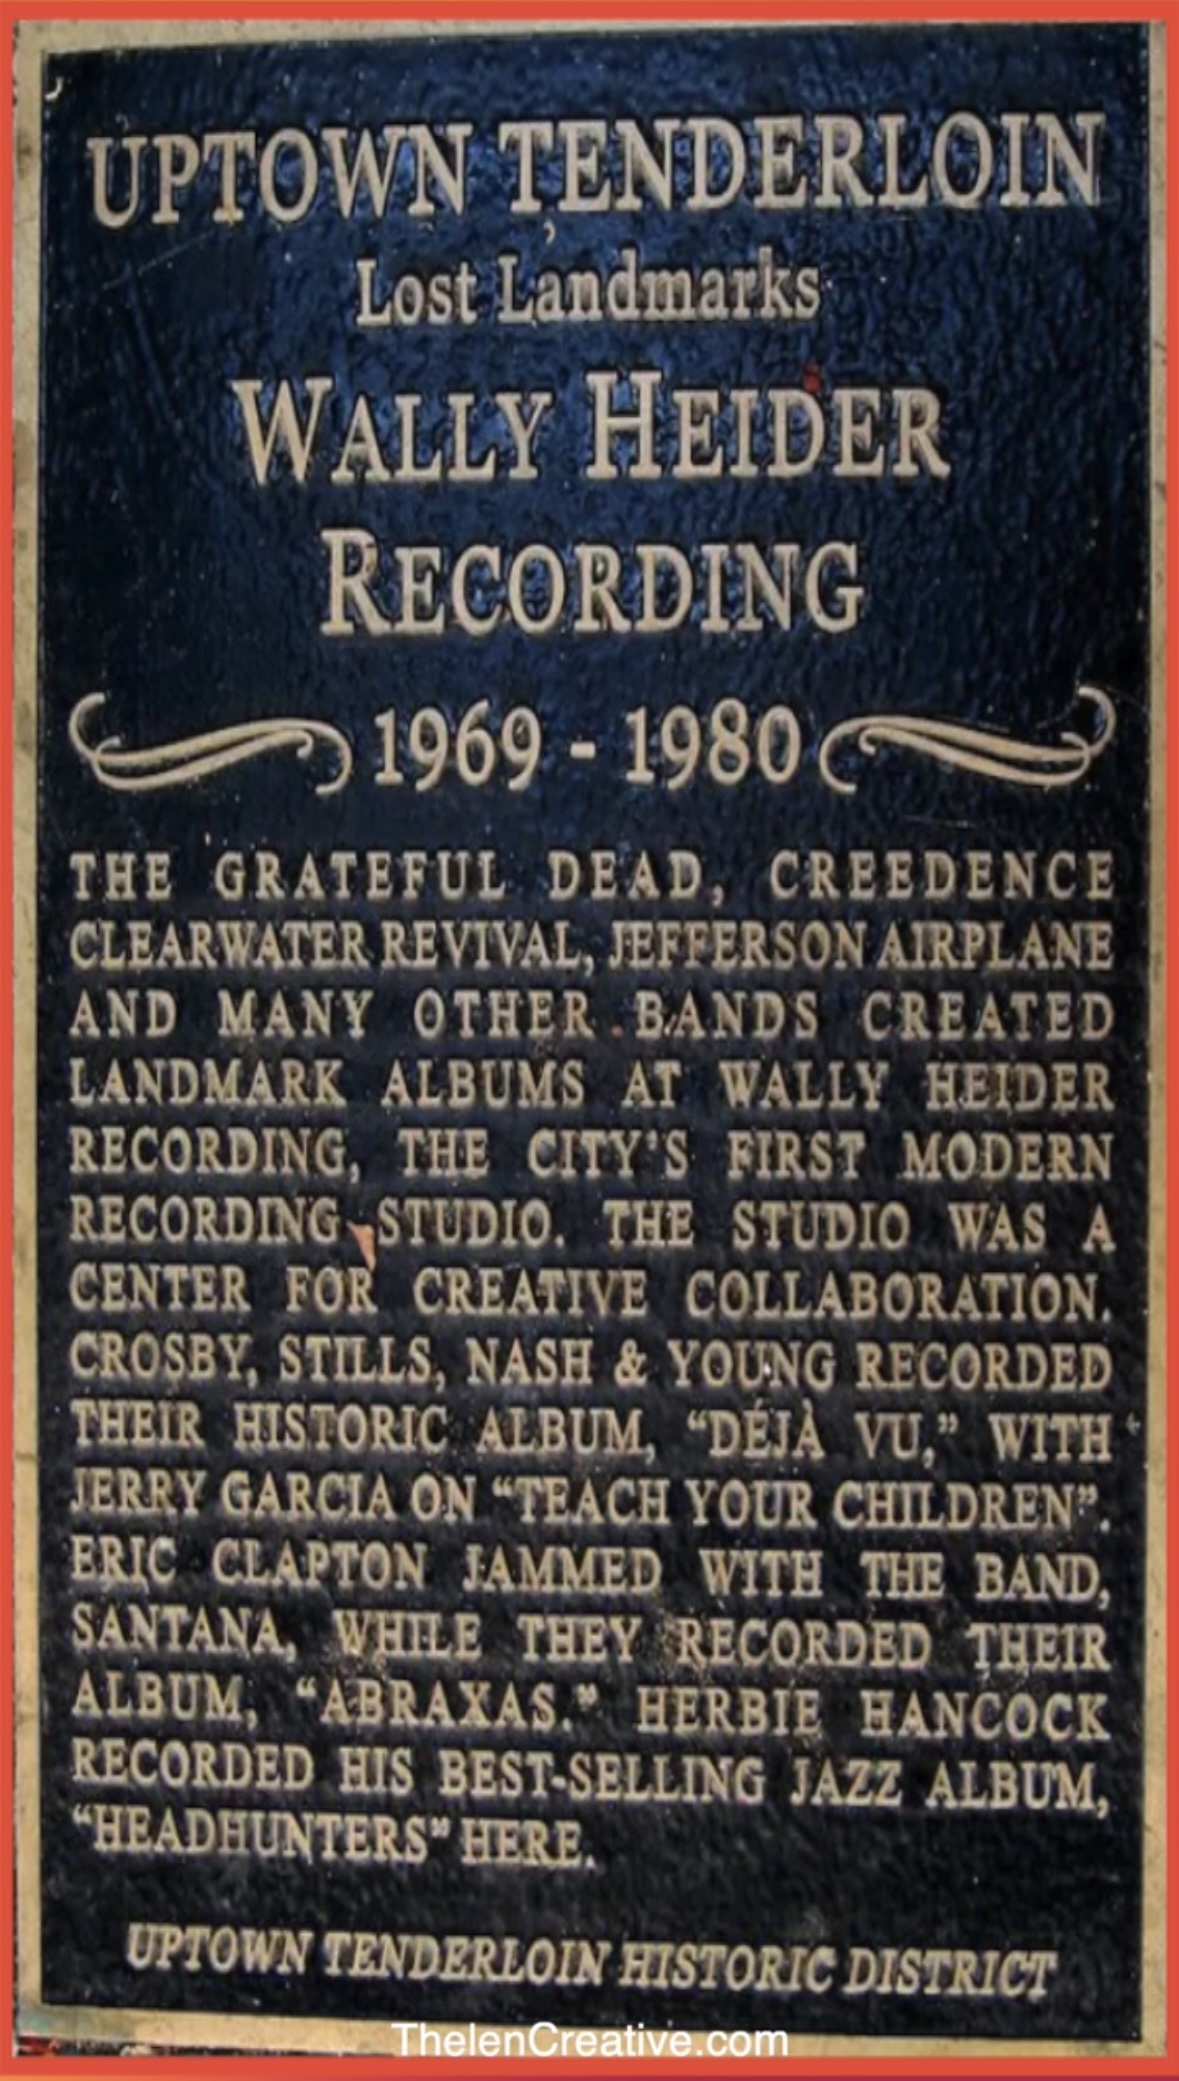 UPTOWN TENDERLOIN
Lost Landmarks
WALLY HEIDER
RECORDING
1969 - 1980
THE GRATEFUL DEAD, CREEDENCE
CLEARWATER REVIVAL, JEFFERSON AIRPLANE
AND MANY OTHER BANDS CREATED
LANDMARK ALBUMS AT WALLY HEIDER
RECORDING, THE CITY'S FIRST MODERN
RECORDING STUDIO. THE STUDIO WAS A
CENTER FOR CREATIVE COLLABORATION.
CROSBY, STILLS, NASH & YOUNG RECORDED
THEIR HISTORIC ALBUM, “DÉJÀ VU,” WITH
JERRY GARCIA ON “TEACH YOUR CHILDREN”.
ERIC CLAPTON JAMMED WITH THE BAND,
SANTANA, WHILE THEY RECORDED THEIR
ALBUM, “ABRAXAS.” HERBIE HANCOCK
RECORDED HIS BEST-SELLING JAZZ ALBUM,
“HEADHUNTERS” HERE.
UPTOWN TENDERLOIN HISTORIC DISTRICT
ThelenCreative.com